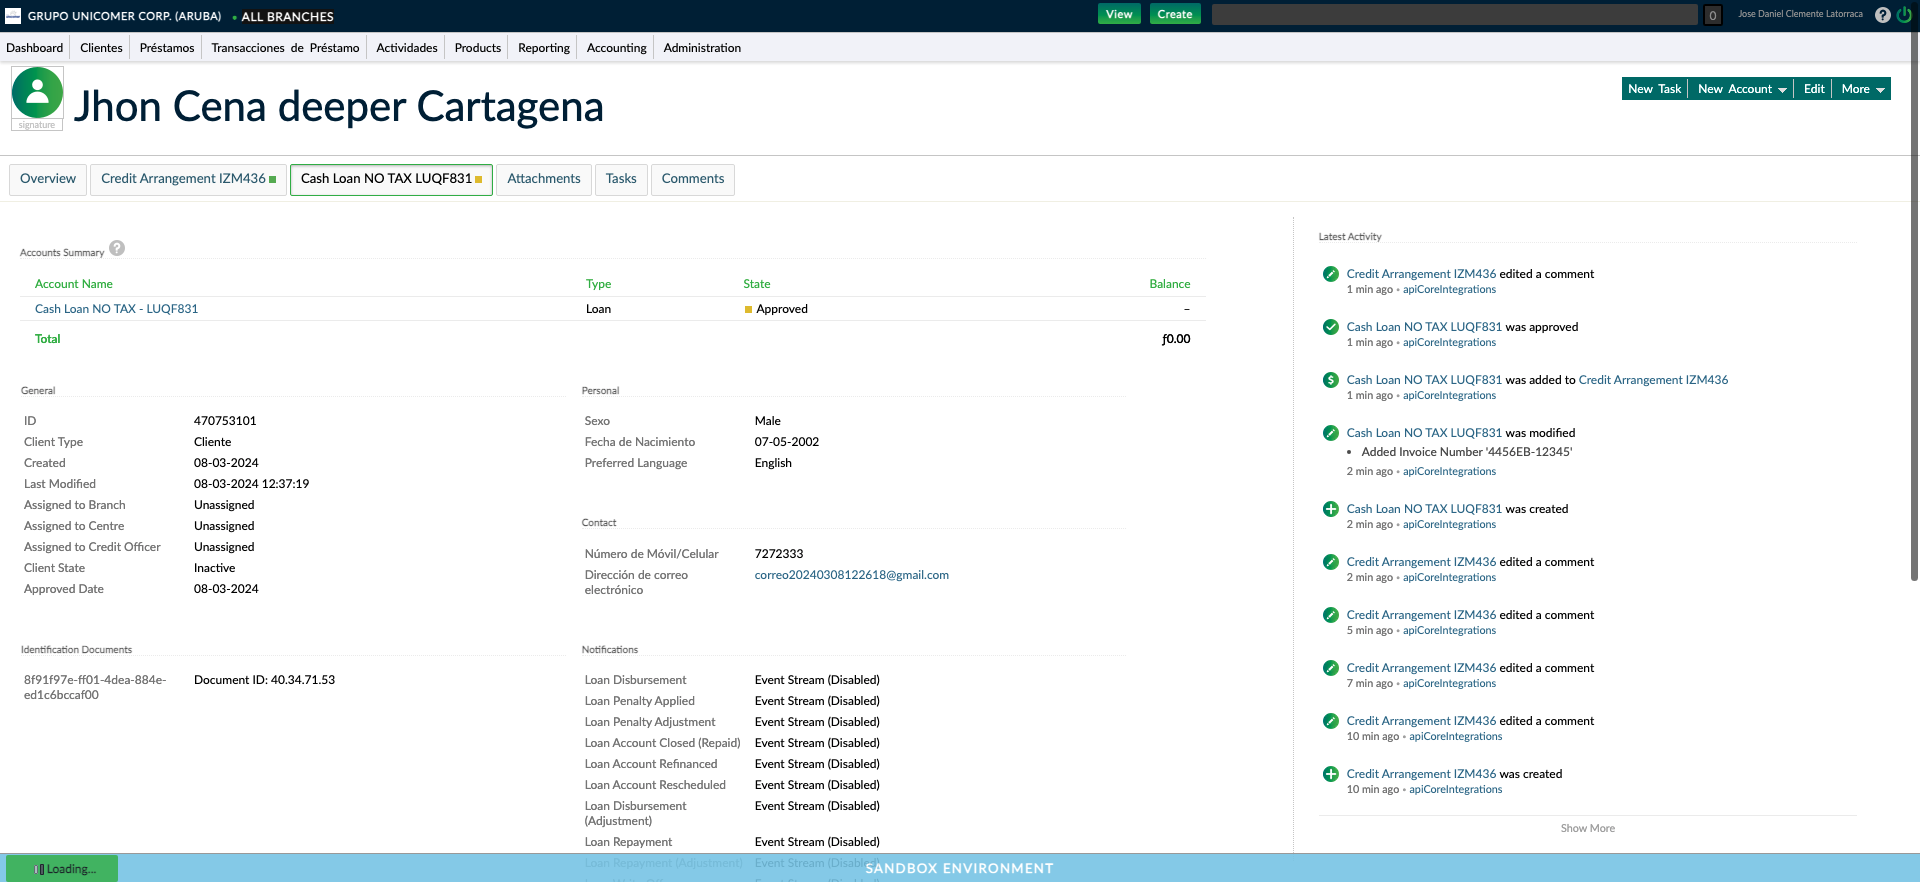 GRUPO UNICOMER CORP. (ARUBA) • ALL BRANCHES
View
Create
0
Jose Daniel Clemente Latorraca
?
Dashboard
Clientes
Préstamos
Transacciones de Préstamo
Actividades
Products
Reporting
Accounting
Administration
signature
Jhon Cena deeper Cartagena
New Task
New Account
Edit
More
Overview
Credit Arrangement IZM436
Cash Loan NO TAX LUQF831
Attachments
Tasks
Comments
Accounts Summary ?
Account Name Type State Balance
Cash Loan NO TAX - LUQF831 Loan Approved –
Total ƒ0.00
General
ID 470753101
Client Type Cliente
Created 08-03-2024
Last Modified 08-03-2024 12:37:19
Assigned to Branch Unassigned
Assigned to Centre Unassigned
Assigned to Credit Officer Unassigned
Client State Inactive
Approved Date 08-03-2024
Personal
Sexo Male
Fecha de Nacimiento 07-05-2002
Preferred Language English
Contact
Número de Móvil/Celular 7272333
Dirección de correo correo20240308122618@gmail.com
electrónico
Identification Documents
8f91f97e-ff01-4dea-884e- Document ID: 40.34.71.53
ed1c6bccaf00
Notifications
Loan Disbursement Event Stream (Disabled)
Loan Penalty Applied Event Stream (Disabled)
Loan Penalty Adjustment Event Stream (Disabled)
Loan Account Closed (Repaid) Event Stream (Disabled)
Loan Account Refinanced Event Stream (Disabled)
Loan Account Rescheduled Event Stream (Disabled)
Loan Disbursement Event Stream (Disabled)
(Adjustment)
Loan Repayment Event Stream (Disabled)
Loan Repayment (Adjustment) Event Stream (Disabled)
Latest Activity
Credit Arrangement IZM436 edited a comment
1 min ago • apiCoreIntegrations
Cash Loan NO TAX LUQF831 was approved
1 min ago • apiCoreIntegrations
Cash Loan NO TAX LUQF831 was added to Credit Arrangement IZM436
1 min ago • apiCoreIntegrations
Cash Loan NO TAX LUQF831 was modified
• Added Invoice Number '4456EB-12345'
2 min ago • apiCoreIntegrations
Cash Loan NO TAX LUQF831 was created
2 min ago • apiCoreIntegrations
Credit Arrangement IZM436 edited a comment
2 min ago • apiCoreIntegrations
Credit Arrangement IZM436 edited a comment
5 min ago • apiCoreIntegrations
Credit Arrangement IZM436 edited a comment
7 min ago • apiCoreIntegrations
Credit Arrangement IZM436 edited a comment
10 min ago • apiCoreIntegrations
Credit Arrangement IZM436 was created
10 min ago • apiCoreIntegrations
Show More
Loading...
SANDBOX ENVIRONMENT